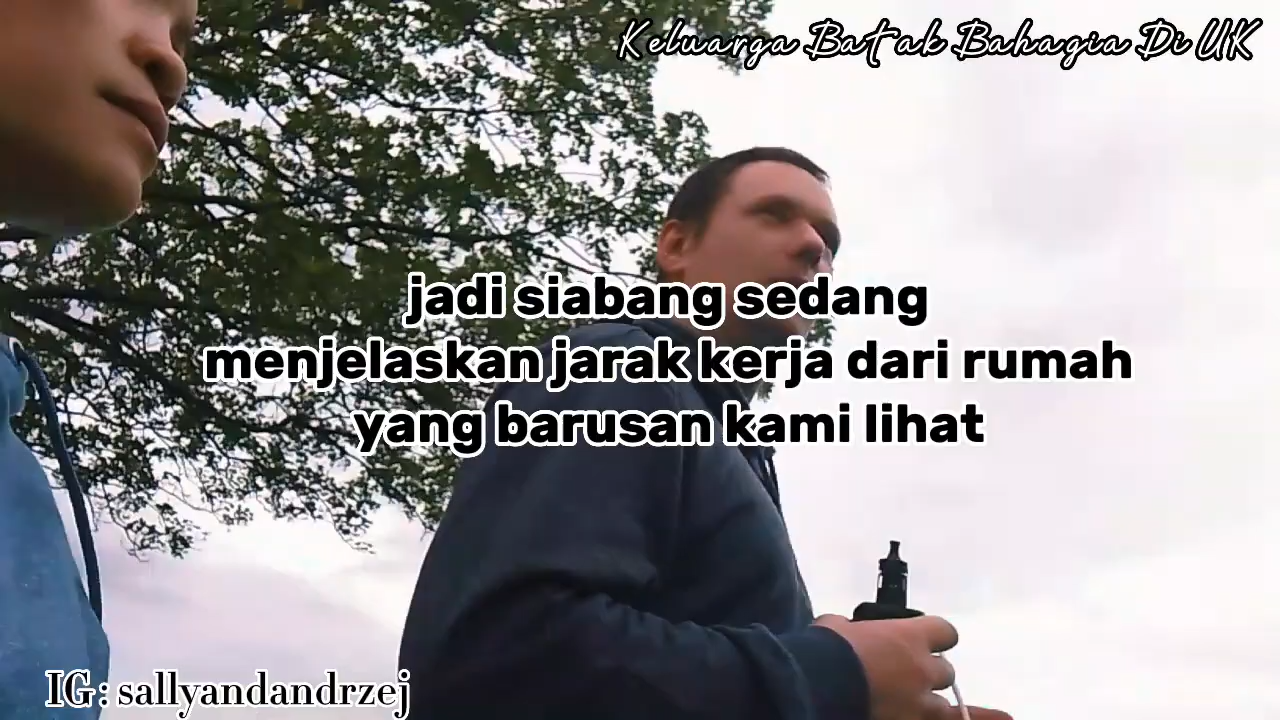 Keluarga Batak Bahagia Di UK
jadi siabang sedang
menjelaskan jarak kerja dari rumah
yang barusan kami lihat
IG : sallyandandrzej